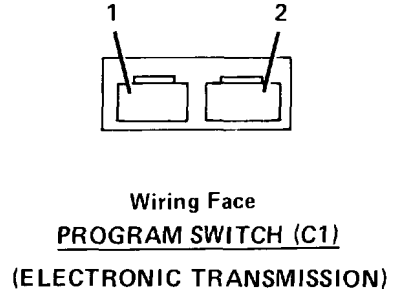 1 2
Wiring Face
PROGRAM SWITCH (C1)
(ELECTRONIC TRANSMISSION)